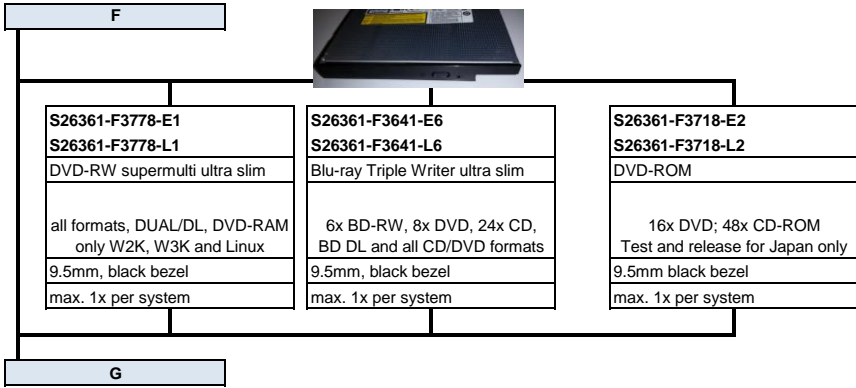 F
S26361-F3778-E1
S26361-F3778-L1
DVD-RW supermulti ultra slim
all formats, DUAL/DL, DVD-RAM
only W2K, W3K and Linux
9.5mm, black bezel
max. 1x per system
S26361-F3641-E6
S26361-F3641-L6
Blu-ray Triple Writer ultra slim
6x BD-RW, 8x DVD, 24x CD,
BD DL and all CD/DVD formats
9.5mm, black bezel
max. 1x per system
S26361-F3718-E2
S26361-F3718-L2
DVD-ROM
16x DVD; 48x CD-ROM
Test and release for Japan only
9.5mm black bezel
max. 1x per system
G